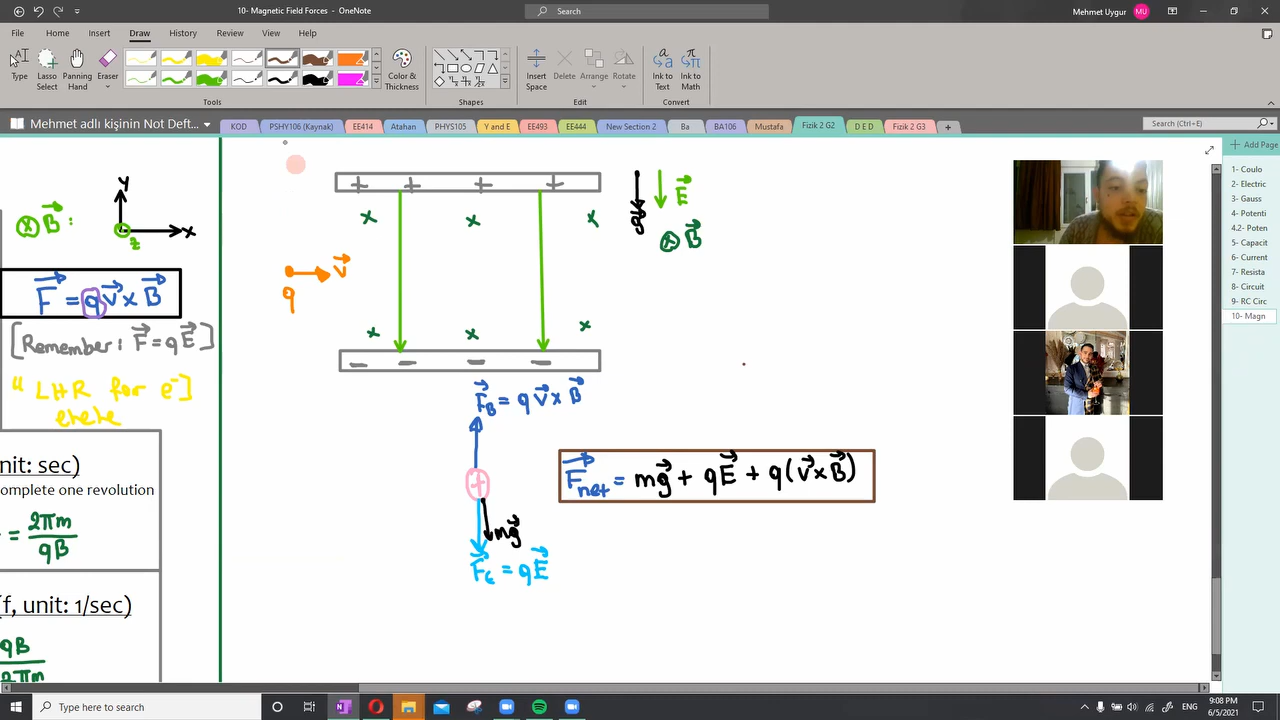 10- Magnetic Field Forces - OneNote
Search
Mehmet Uygur
MU
File Home Insert Draw History Review View Help
Type
Lasso Select
Panning Hand
Eraser
Color & Thickness
Insert Space
Delete
Arrange
Rotate
Ink to Text
Ink to Math
Tools
Shapes
Edit
Convert
Mehmet adlı kişinin Not Deft...
KOD PSHY106 (Kaynak) EE414 Atahan PHYS105 Y and E EE493 EE444 New Section 2 Ba BA106 Mustafa Fizik 2 G2 D E D Fizik 2 G3 +
Search (Ctrl+E)
Add Page
1- Coulo
2- Electric
3- Gauss
4- Potenti
4.2- Poten
5- Capacit
6- Current
7- Resista
8- Circuit
9- RC Circ
10- Magn
⊗B⃗ :
Y
X
Z
F⃗ = qV⃗ x B⃗
[Remember: F⃗ = qE⃗]
" LHR for e⁻]
nit: sec)
complete one revolution
= 2πm / qB
f, unit: 1/sec)
qB / 2πm
+ + + +
x x x
g⃗
E⃗
⊗B⃗
V⃗
q
x x x
- - - -
F⃗B = qV⃗ x B⃗
+
mg⃗
F⃗net = mg⃗ + qE⃗ + q(V⃗ x B⃗)
= qE⃗
Type here to search
ENG
9:08 PM
6/5/2021